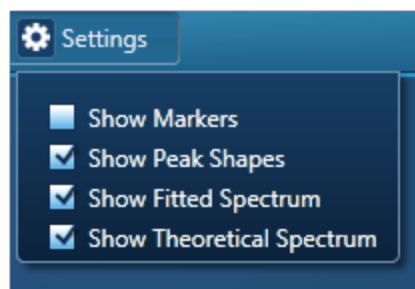 Settings
Show Markers
Show Peak Shapes
Show Fitted Spectrum
Show Theoretical Spectrum